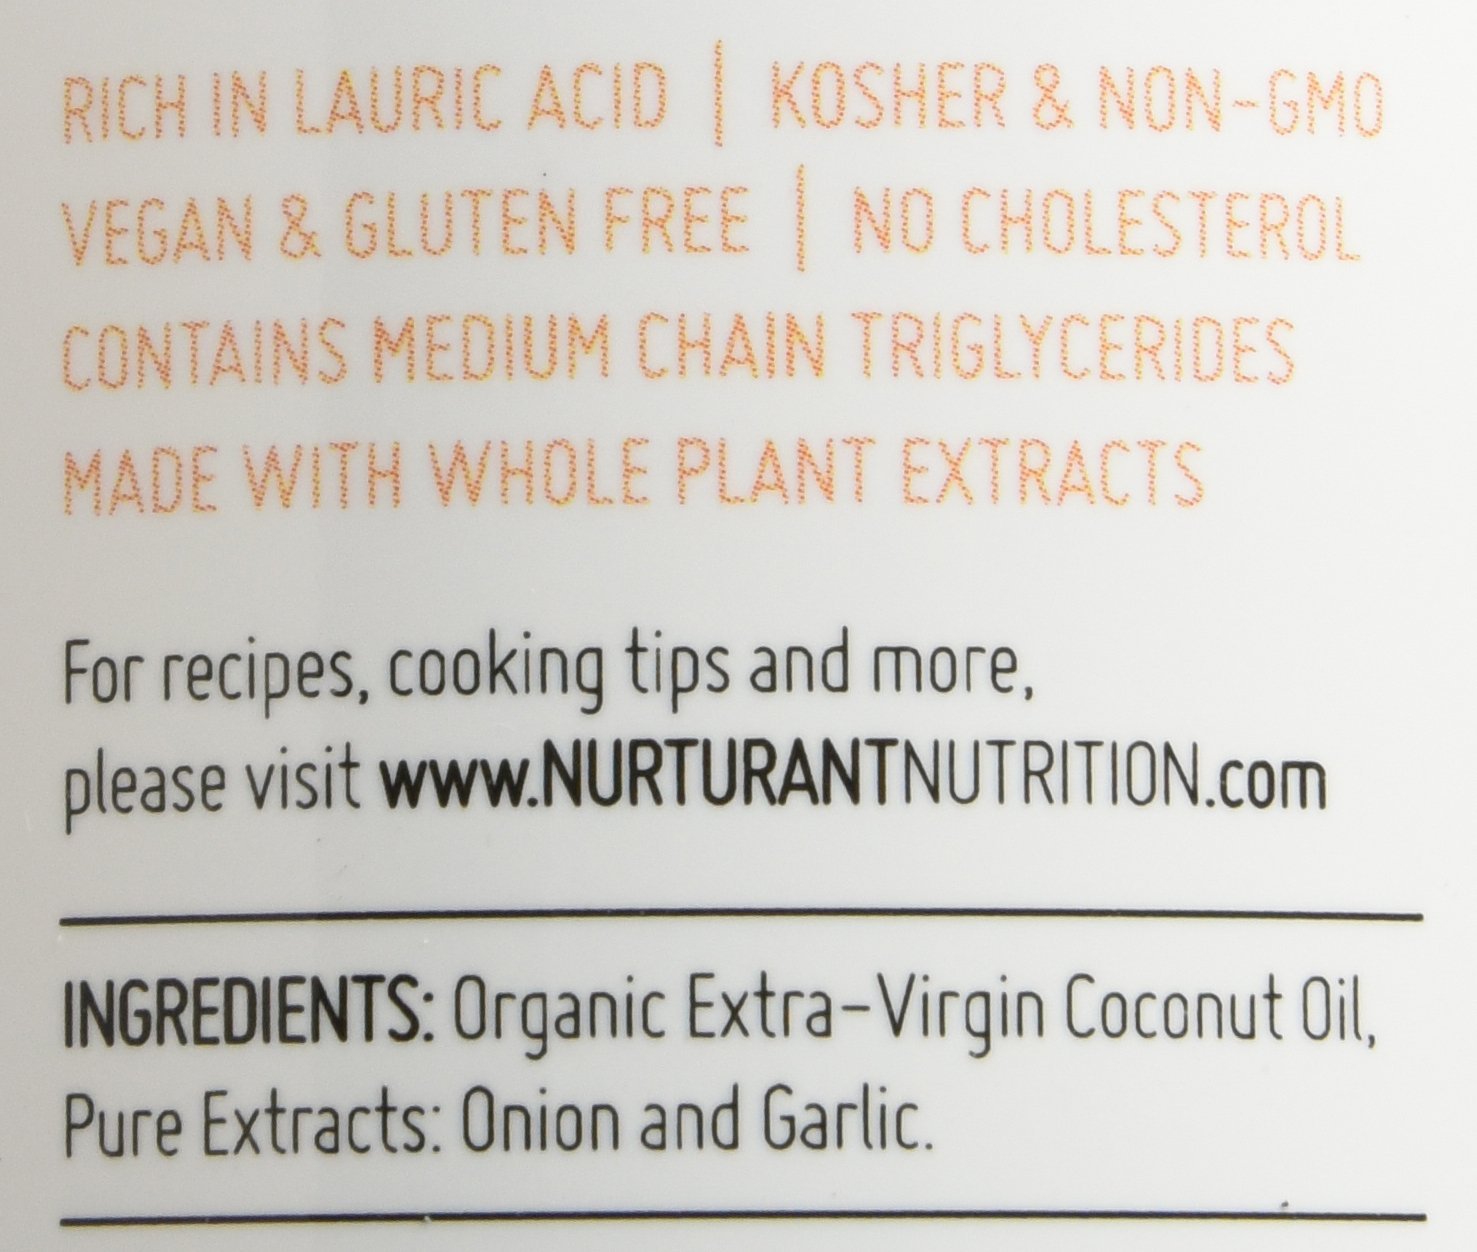 RICH IN LAURIC ACID | KOSHER & NON-GMO
VEGAN & GLUTEN FREE | NO CHOLESTEROL
CONTAINS MEDIUM CHAIN TRIGLYCERIDES
MADE WITH WHOLE PLANT EXTRACTS
For recipes, cooking tips and more,
please visit www.NURTURANTNUTRITION.com
INGREDIENTS: Organic Extra-Virgin Coconut Oil,
Pure Extracts: Onion and Garlic.